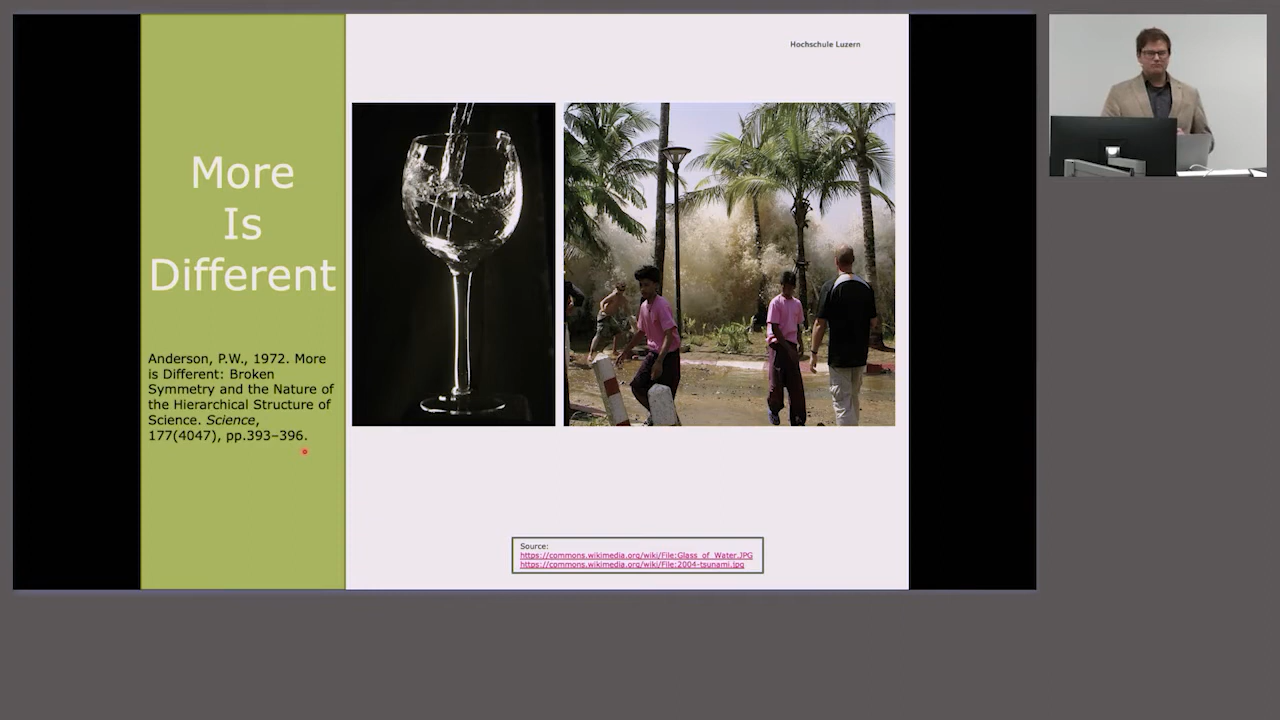 Hochschule Luzern
More
Is
Different
Anderson, P.W., 1972. More
is Different: Broken
Symmetry and the Nature of
the Hierarchical Structure of
Science. Science,
177(4047), pp.393–396.
Source:
https://commons.wikimedia.org/wiki/File:Glass_of_Water.JPG
https://commons.wikimedia.org/wiki/File:2004-tsunami.jpg